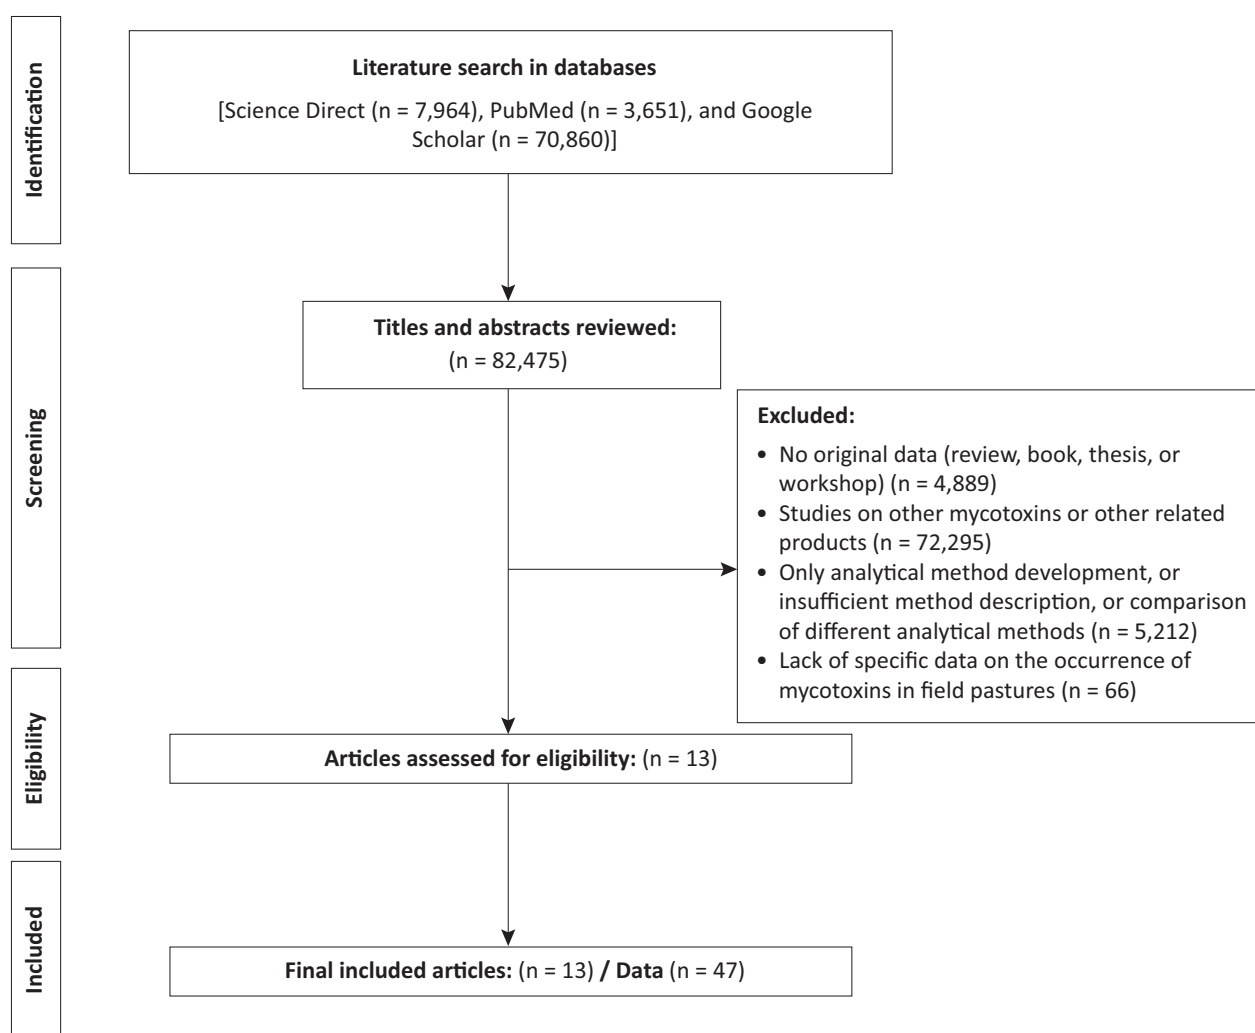 Identification
Literature search in databases
[Science Direct (n = 7,964), PubMed (n = 3,651), and Google
Scholar (n = 70,860)]
Screening
Titles and abstracts reviewed:
(n = 82,475)
Excluded:
• No original data (review, book, thesis, or
workshop) (n = 4,889)
• Studies on other mycotoxins or other related
products (n = 72,295)
• Only analytical method development, or
insufficient method description, or comparison
of different analytical methods (n = 5,212)
• Lack of specific data on the occurrence of
mycotoxins in field pastures (n = 66)
Eligibility
Articles assessed for eligibility: (n = 13)
Included
Final included articles: (n = 13) / Data (n = 47)